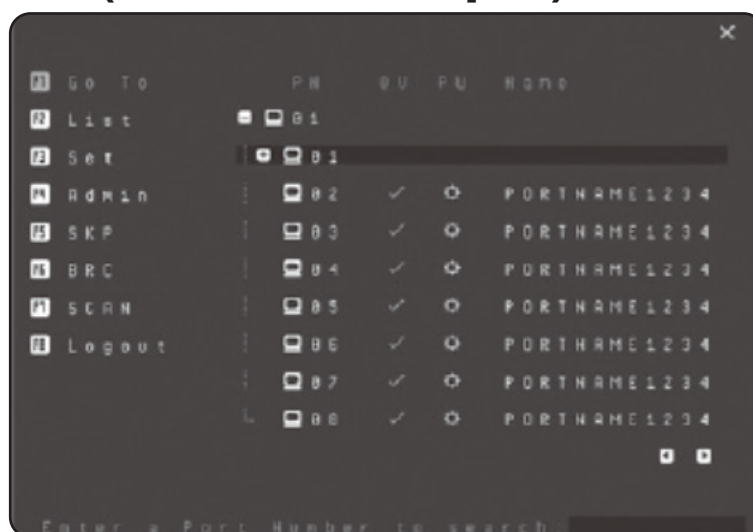 F1 Go To PN QV PW Name
F2 List 01
F3 Set 01
F4 Admin 02 PORTNAME1234
F5 SKP 03 PORTNAME1234
F6 BRC 04 PORTNAME1234
F7 SCAN 05 PORTNAME1234
F8 Logout 06 PORTNAME1234
07 PORTNAME1234
08 PORTNAME1234
Enter a Port Number to search: